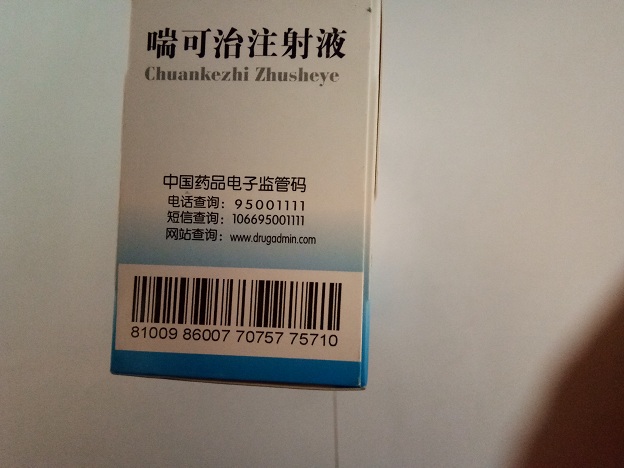 喘可治注射液
Chuankezhi Zhusheye
中国药品电子监管码
电话查询：95001111
短信查询：106695001111
网站查询：www.drugadmin.com
81009 86007 70757 75710